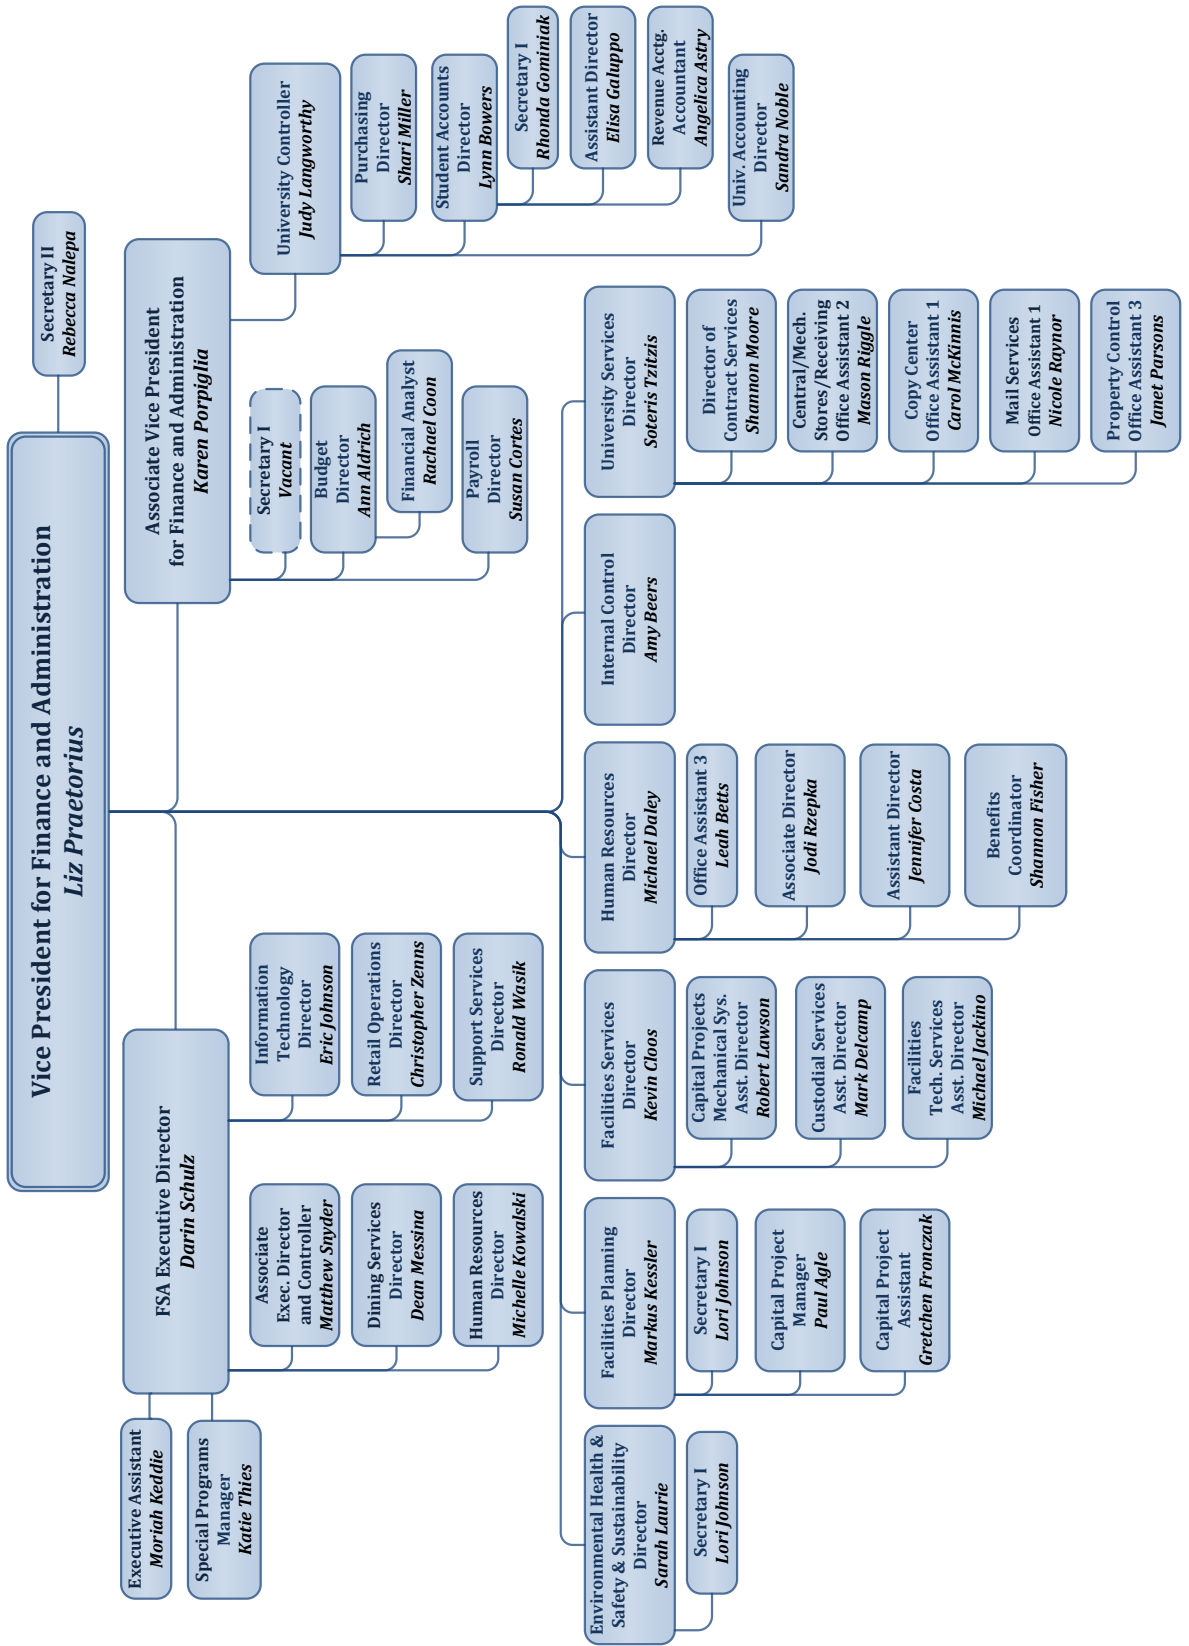 Vice President for Finance and Administration
Liz Praetorius
Secretary II
Rebecca Nalepa
Executive Assistant
Moriah Keddie
Special Programs
Manager
Katie Thies
FSA Executive Director
Darin Schulz
Associate
Exec. Director
and Controller
Matthew Snyder
Dining Services
Director
Dean Messina
Human Resources
Director
Michelle Kowalski
Information
Technology
Director
Eric Johnson
Retail Operations
Director
Christopher Zenns
Support Services
Director
Ronald Wasik
Associate Vice President
for Finance and Administration
Karen Porpiglia
Secretary I
Vacant
Budget
Director
Ann Aldrich
Financial Analyst
Rachael Coon
Payroll
Director
Susan Cortes
University Controller
Judy Langworthy
Purchasing
Director
Shari Miller
Student Accounts
Director
Lynn Bowers
Secretary I
Rhonda Gominiak
Assistant Director
Elisa Galuppo
Revenue Acctg.
Accountant
Angelica Astry
Univ. Accounting
Director
Sandra Noble
Environmental Health &
Safety & Sustainability
Director
Sarah Laurie
Secretary I
Lori Johnson
Facilities Planning
Director
Markus Kessler
Secretary I
Lori Johnson
Capital Project
Manager
Paul Agle
Capital Project
Assistant
Gretchen Fronczak
Facilities Services
Director
Kevin Cloos
Capital Projects
Mechanical Sys.
Asst. Director
Robert Lawson
Custodial Services
Asst. Director
Mark Delcamp
Facilities
Tech. Services
Asst. Director
Michael Jackino
Human Resources
Director
Michael Daley
Office Assistant 3
Leah Betts
Associate Director
Jodi Rzepka
Assistant Director
Jennifer Costa
Benefits
Coordinator
Shannon Fisher
Internal Control
Director
Amy Beers
University Services
Director
Soteris Tzitzis
Director of
Contract Services
Shannon Moore
Central/Mech.
Stores/Receiving
Office Assistant 2
Mason Riggle
Copy Center
Office Assistant 1
Carol McKinnis
Mail Services
Office Assistant 1
Nicole Raynor
Property Control
Office Assistant 3
Janet Parsons